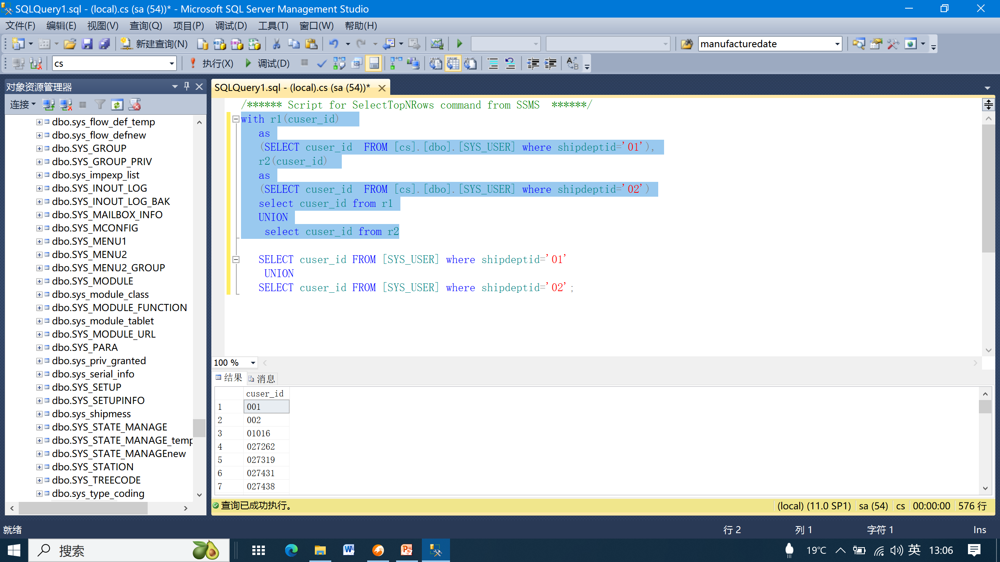 SQLQuery1.sql - (local).cs (sa (54))* - Microsoft SQL Server Management Studio
文件(F) 编辑(E) 视图(V) 查询(Q) 项目(P) 调试(D) 工具(T) 窗口(W) 帮助(H)
新建查询(N) manufacturedate
cs 执行(X) 调试(D)
对象资源管理器
连接
dbo.sys_flow_def_temp
dbo.sys_flow_defnew
dbo.SYS_GROUP
dbo.SYS_GROUP_PRIV
dbo.sys_impexp_list
dbo.SYS_INOUT_LOG
dbo.SYS_INOUT_LOG_BAK
dbo.SYS_MAILBOX_INFO
dbo.SYS_MCONFIG
dbo.SYS_MENU1
dbo.SYS_MENU2
dbo.SYS_MENU2_GROUP
dbo.SYS_MODULE
dbo.sys_module_class
dbo.SYS_MODULE_FUNCTION
dbo.sys_module_tablet
dbo.SYS_MODULE_URL
dbo.SYS_PARA
dbo.sys_priv_granted
dbo.sys_serial_info
dbo.SYS_SETUP
dbo.SYS_SETUPINFO
dbo.sys_shipmess
dbo.SYS_STATE_MANAGE
dbo.SYS_STATE_MANAGE_temp
dbo.SYS_STATE_MANAGEnew
dbo.SYS_STATION
dbo.SYS_TREECODE
dbo.sys_type_coding
SQLQuery1.sql - (local).cs (sa (54))*
/****** Script for SelectTopNRows command from SSMS  ******/
with r1(cuser_id)
as
(SELECT cuser_id  FROM [cs].[dbo].[SYS_USER] where shipdeptid='01'),
r2(cuser_id)
as
(SELECT cuser_id  FROM [cs].[dbo].[SYS_USER] where shipdeptid='02')
select cuser_id from r1
UNION
select cuser_id from r2
SELECT cuser_id FROM [SYS_USER] where shipdeptid='01'
UNION
SELECT cuser_id FROM [SYS_USER] where shipdeptid='02';
100 %
结果 消息
cuser_id
1 001
2 002
3 01016
4 027262
5 027319
6 027431
7 027438
查询已成功执行。 (local) (11.0 SP1) sa (54) cs 00:00:00 576 行
就绪 行 2 列 1 字符 1 Ins
搜索 19℃ 英 13:06